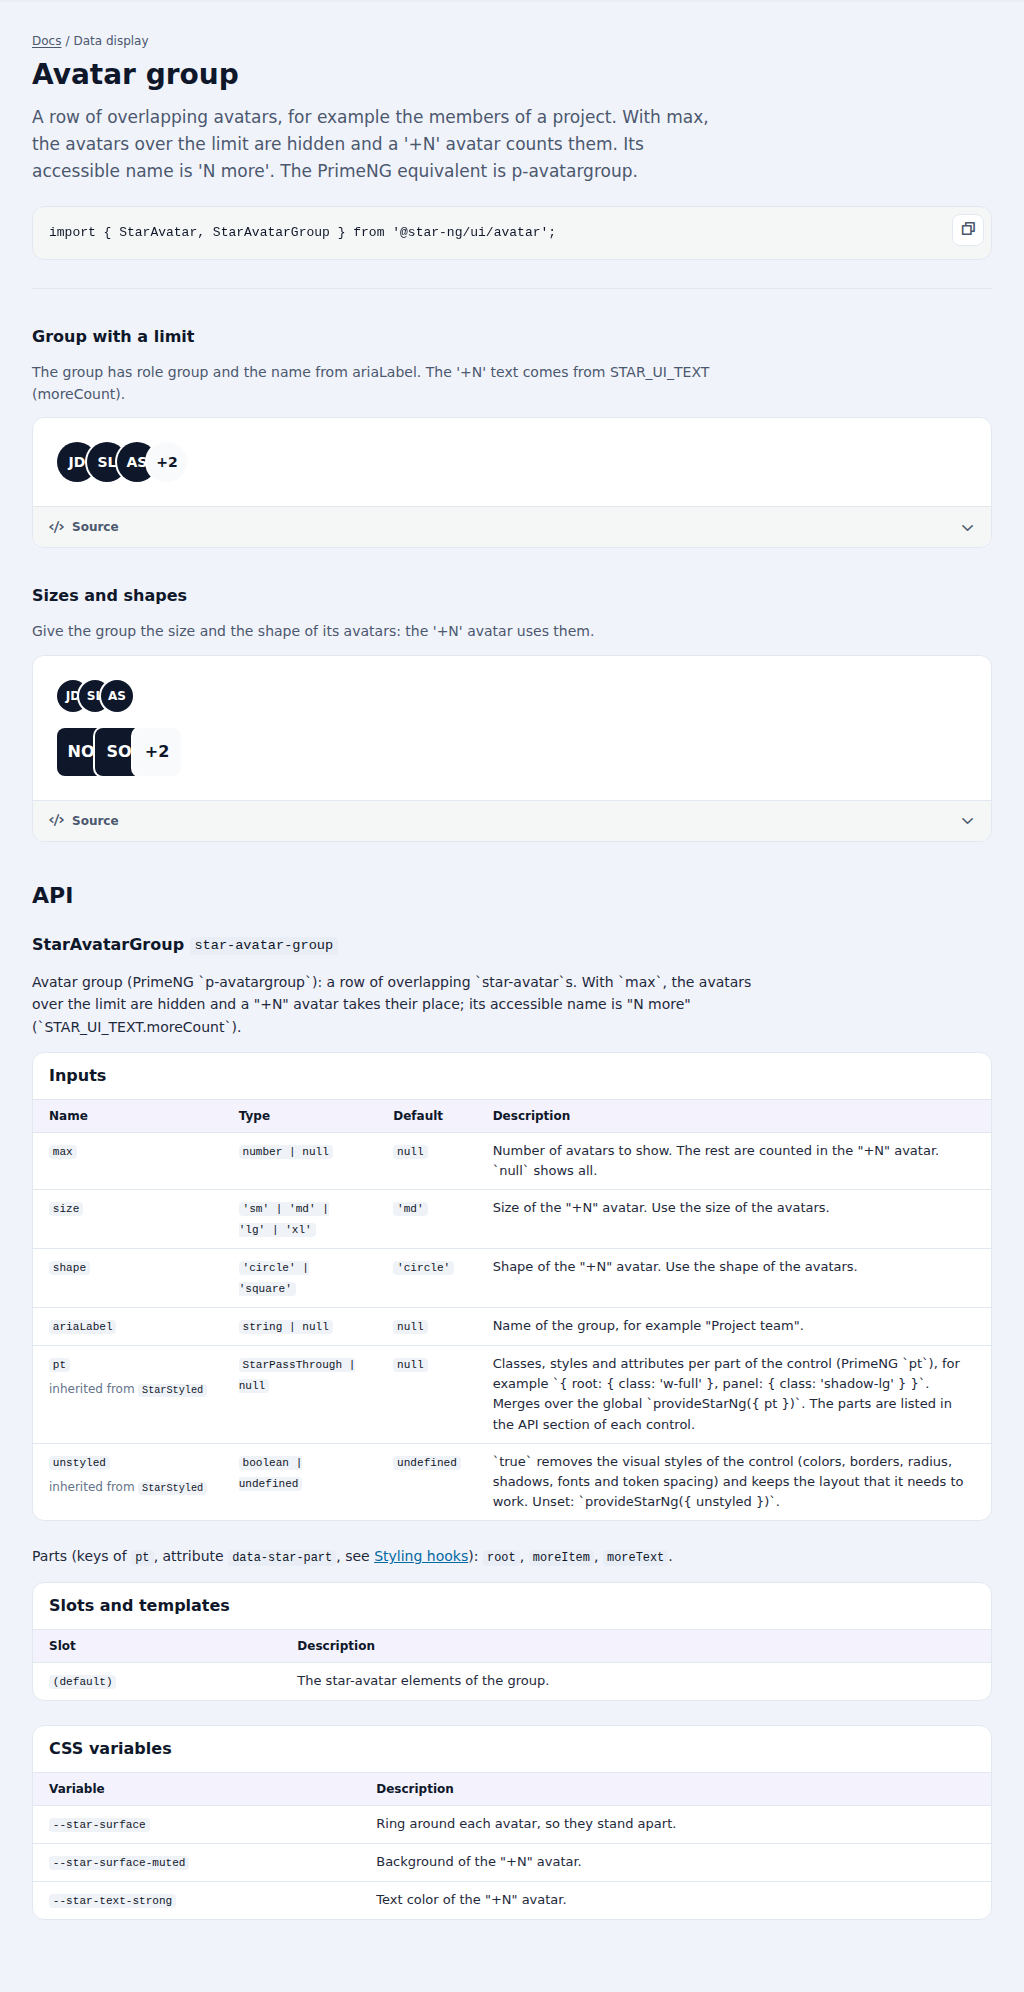 Docs / Data display
Avatar group
A row of overlapping avatars, for example the members of a project. With max,
the avatars over the limit are hidden and a '+N' avatar counts them. Its
accessible name is 'N more'. The PrimeNG equivalent is p-avatargroup.
import { StarAvatar, StarAvatarGroup } from '@star-ng/ui/avatar';
Group with a limit
The group has role group and the name from ariaLabel. The '+N' text comes from STAR_UI_TEXT
(moreCount).
JD SL AS +2
Source
Sizes and shapes
Give the group the size and the shape of its avatars: the '+N' avatar uses them.
JD SL AS
NO SO +2
Source
API
StarAvatarGroup star-avatar-group
Avatar group (PrimeNG `p-avatargroup`): a row of overlapping `star-avatar`s. With `max`, the avatars
over the limit are hidden and a "+N" avatar takes their place; its accessible name is "N more"
(`STAR_UI_TEXT.moreCount`).
Inputs
Name Type Default Description
max number | null null Number of avatars to show. The rest are counted in the "+N" avatar.
`null` shows all.
size 'sm' | 'md' | 'md' Size of the "+N" avatar. Use the size of the avatars.
'lg' | 'xl'
shape 'circle' | 'circle' Shape of the "+N" avatar. Use the shape of the avatars.
'square'
ariaLabel string | null null Name of the group, for example "Project team".
pt StarPassThrough | null Classes, styles and attributes per part of the control (PrimeNG `pt`), for
inherited from StarStyled null example `{ root: { class: 'w-full' }, panel: { class: 'shadow-lg' } }`.
Merges over the global `provideStarNg({ pt })`. The parts are listed in
the API section of each control.
unstyled boolean | undefined `true` removes the visual styles of the control (colors, borders, radius,
inherited from StarStyled undefined shadows, fonts and token spacing) and keeps the layout that it needs to
work. Unset: `provideStarNg({ unstyled })`.
Parts (keys of pt, attribute data-star-part, see Styling hooks): root, moreItem, moreText.
Slots and templates
Slot Description
(default) The star-avatar elements of the group.
CSS variables
Variable Description
--star-surface Ring around each avatar, so they stand apart.
--star-surface-muted Background of the "+N" avatar.
--star-text-strong Text color of the "+N" avatar.